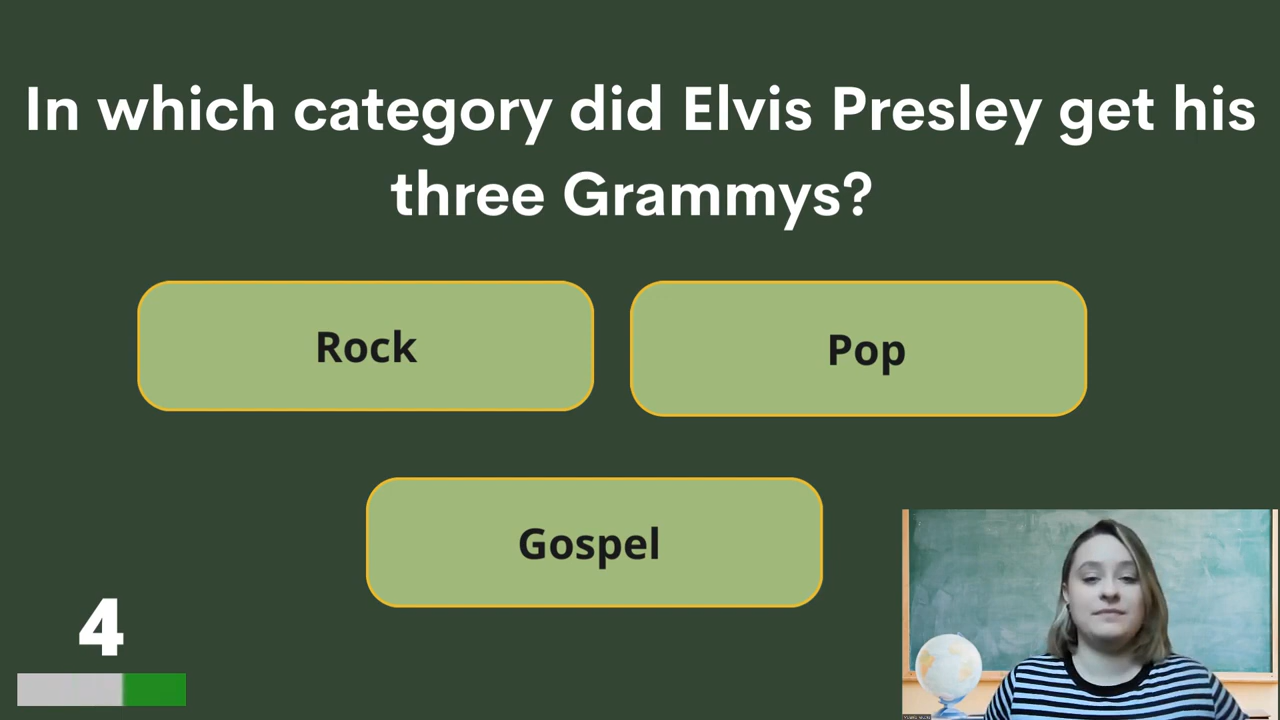 In which category did Elvis Presley get his
three Grammys?
Rock
Pop
Gospel
4